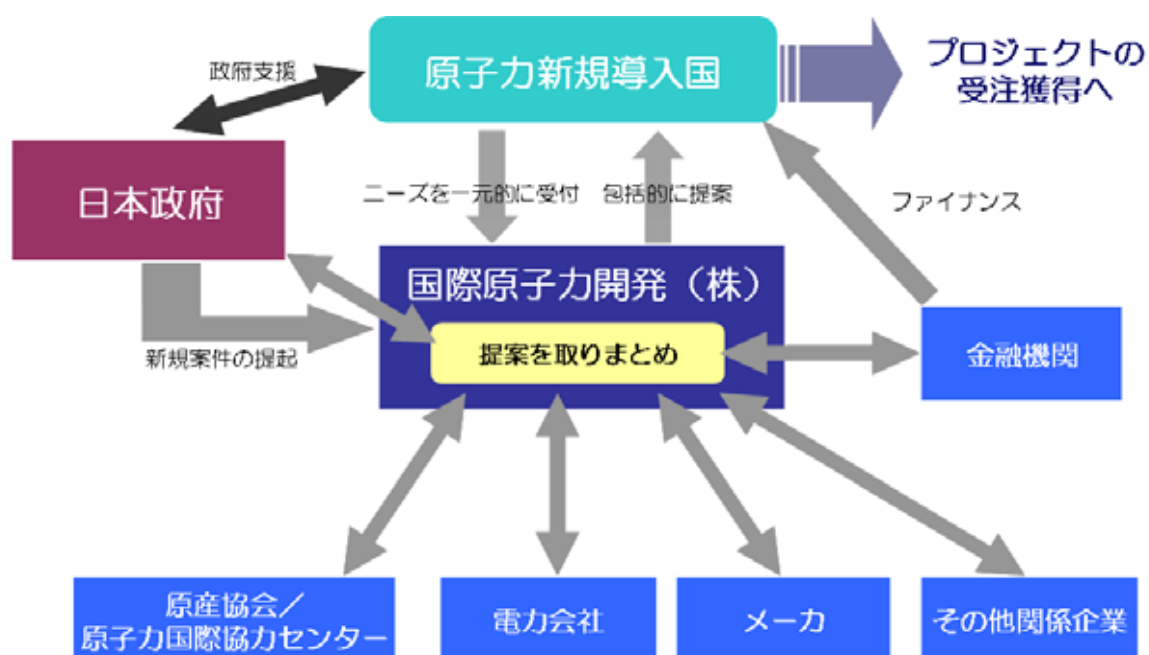 原子力新規導入国
プロジェクトの
受注獲得へ
政府支援
日本政府
ニーズを一元的に受付
包括的に提案
ファイナンス
国際原子力開発（株）
提案を取りまとめ
新規案件の提起
金融機関
原産協会／
原子力国際協力センター
電力会社
メーカ
その他関係企業